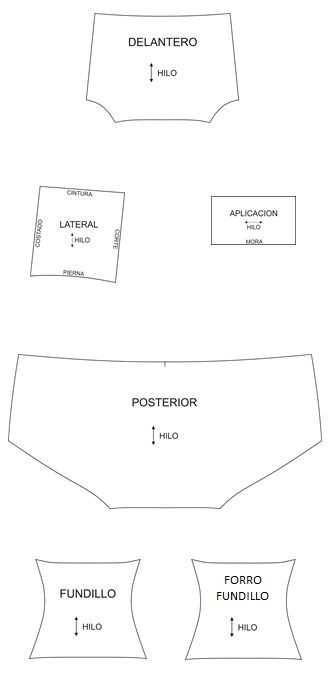 DELANTERO
HILO
CINTURA
LATERAL
HILO
COSTADO
CORTE
PIERNA
APLICACION
HILO
MORA
POSTERIOR
HILO
FUNDILLO
HILO
FORRO
FUNDILLO
HILO